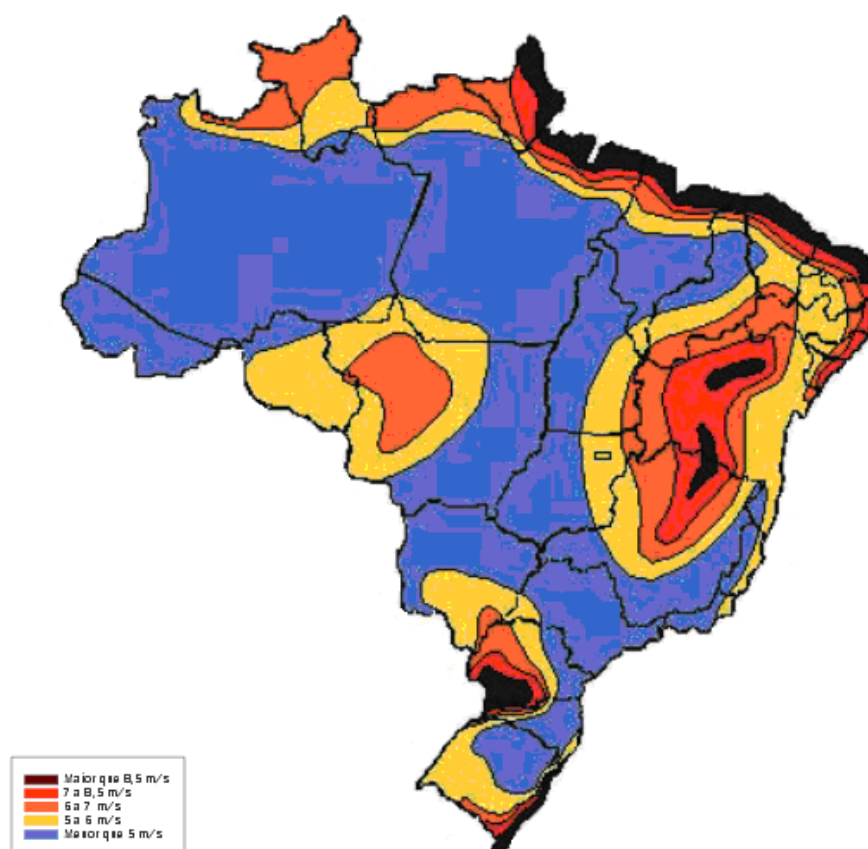 Maior que 8,5 m/s
7 a 8,5 m/s
6 a 7 m/s
5 a 6 m/s
Menor que 5 m/s